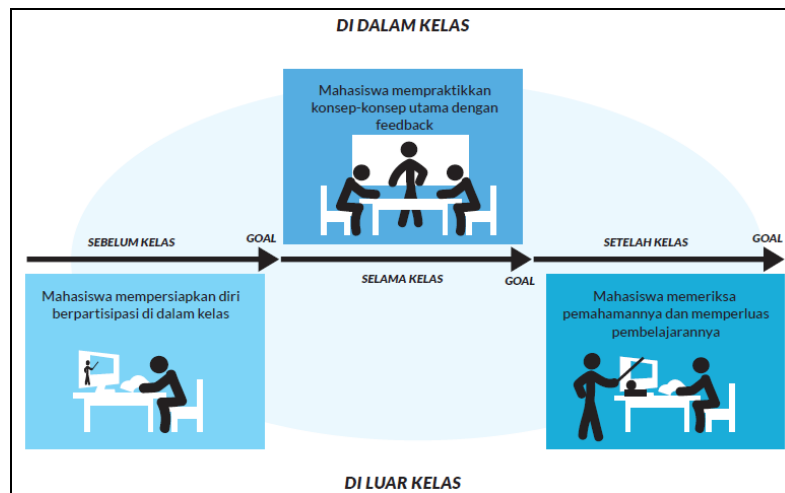 DI DALAM KELAS
Mahasiswa mempraktikkan
konsep-konsep utama dengan
feedback
SEBELUM KELAS
GOAL
SELAMA KELAS
GOAL
SETELAH KELAS
GOAL
Mahasiswa mempersiapkan diri
berpartisipasi di dalam kelas
Mahasiswa memeriksa
pemahamannya dan memperluas
pembelajarannya
DI LUAR KELAS